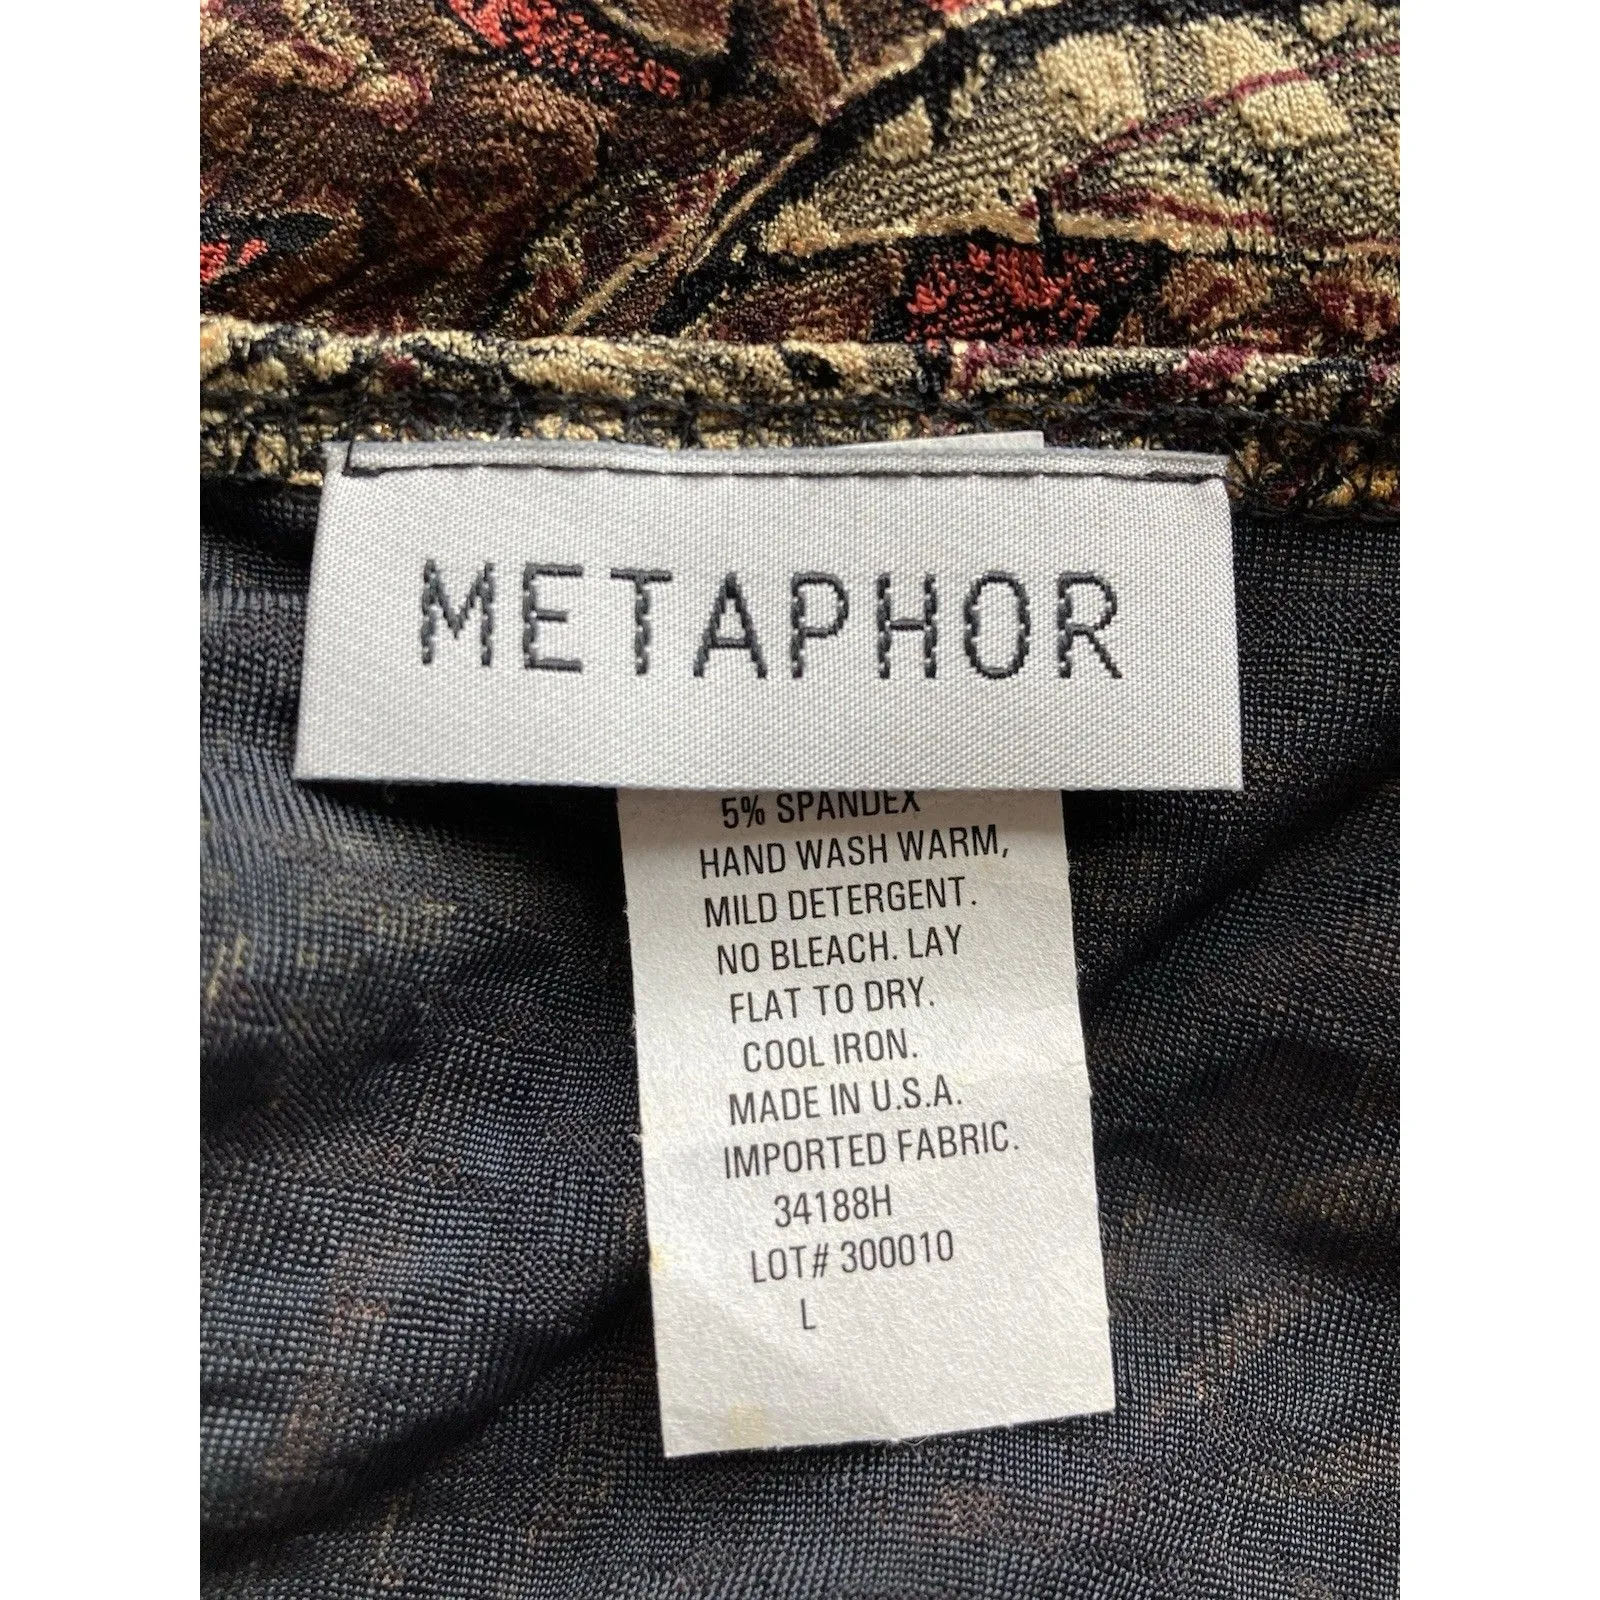 METAPHOR
5% SPANDEX
HAND WASH WARM,
MILD DETERGENT.
NO BLEACH. LAY
FLAT TO DRY.
COOL IRON.
MADE IN U.S.A.
IMPORTED FABRIC.
34188H
LOT# 300010
L